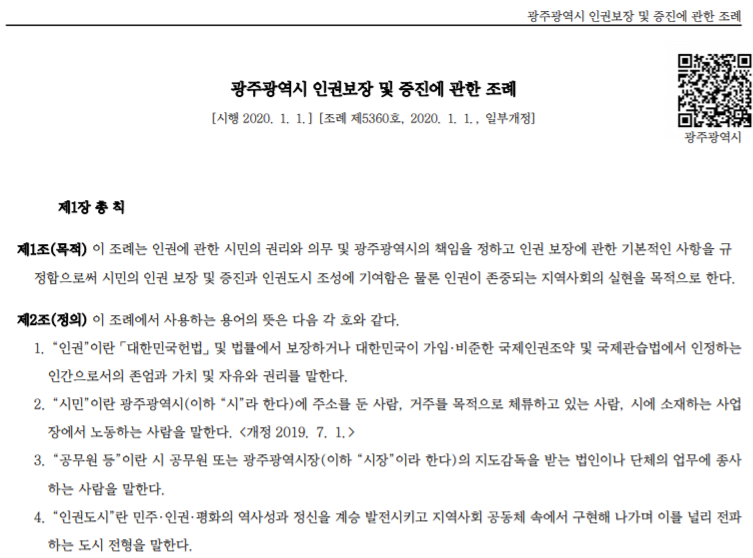 광주광역시 인권보장 및 증진에 관한 조례
광주광역시 인권보장 및 증진에 관한 조례
[시행 2020. 1. 1.] [조례 제5360호, 2020. 1. 1., 일부개정]
광주광역시
제1장 총 칙
제1조(목적) 이 조례는 인권에 관한 시민의 권리와 의무 및 광주광역시의 책임을 정하고 인권 보장에 관한 기본적인 사항을 규
정함으로써 시민의 인권 보장 및 증진과 인권도시 조성에 기여함은 물론 인권이 존중되는 지역사회의 실현을 목적으로 한다.
제2조(정의) 이 조례에서 사용하는 용어의 뜻은 다음 각 호와 같다.
1. “인권”이란 「대한민국헌법」 및 법률에서 보장하거나 대한민국이 가입·비준한 국제인권조약 및 국제관습법에서 인정하는
인간으로서의 존엄과 가치 및 자유와 권리를 말한다.
2. “시민”이란 광주광역시(이하 “시”라 한다)에 주소를 둔 사람, 거주를 목적으로 체류하고 있는 사람, 시에 소재하는 사업
장에서 노동하는 사람을 말한다. <개정 2019. 7. 1.>
3. “공무원 등”이란 시 공무원 또는 광주광역시장(이하 “시장”이라 한다)의 지도감독을 받는 법인이나 단체의 업무에 종사
하는 사람을 말한다.
4. “인권도시”란 민주·인권·평화의 역사성과 정신을 계승 발전시키고 지역사회 공동체 속에서 구현해 나가며 이를 널리 전파
하는 도시 전형을 말한다.